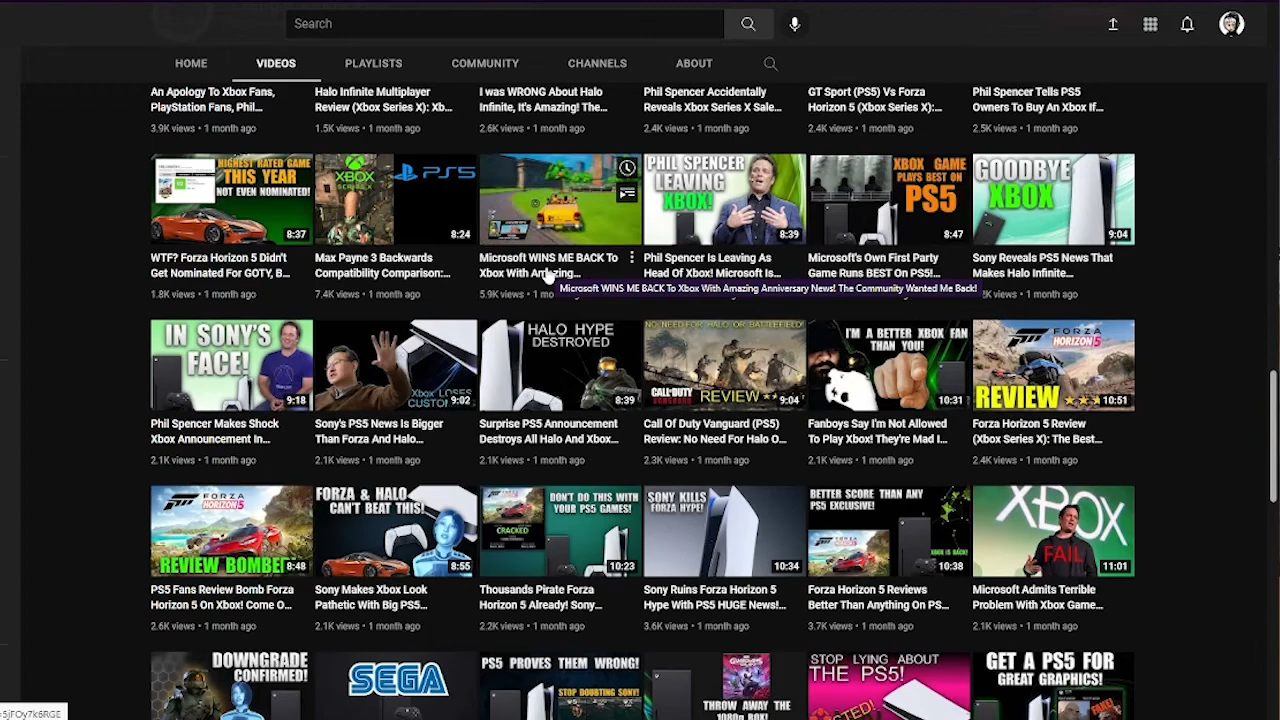 Search
HOME
VIDEOS
PLAYLISTS
COMMUNITY
CHANNELS
ABOUT
An Apology To Xbox Fans,
PlayStation Fans, Phil...
3.9K views • 1 month ago
Halo Infinite Multiplayer
Review (Xbox Series X): Xb...
1.5K views • 1 month ago
I was WRONG About Halo
Infinite, It's Amazing! The...
2.6K views • 1 month ago
Phil Spencer Accidentally
Reveals Xbox Series X Sale...
2.4K views • 1 month ago
GT Sport (PS5) Vs Forza
Horizon 5 (Xbox Series X):...
2.4K views • 1 month ago
Phil Spencer Tells PS5
Owners To Buy An Xbox If...
2.5K views • 1 month ago
HIGHEST RATED GAME
THIS YEAR
NOT EVEN NOMINATED!
8:37
WTF? Forza Horizon 5 Didn't
Get Nominated For GOTY, B...
1.8K views • 1 month ago
XBOX
PS5
8:24
Max Payne 3 Backwards
Compatibility Comparison:...
7.4K views • 1 month ago
Microsoft WINS ME BACK To
Xbox With Amazing...
5.9K views • 1 mo
Microsoft WINS ME BACK To Xbox With Amazing Anniversary News! The Community Wanted Me Back!
PHIL SPENCER
LEAVING
XBOX!
8:39
Phil Spencer Is Leaving As
Head Of Xbox! Microsoft Is...
XBOX GAME
PLAYS BEST ON
PS5
8:47
Microsoft's Own First Party
Game Runs BEST On PS5!...
GOODBYE
XBOX
9:04
Sony Reveals PS5 News That
Makes Halo Infinite...
K views • 1 month ago
IN SONY'S
FACE!
9:18
Phil Spencer Makes Shock
Xbox Announcement In...
2.1K views • 1 month ago
Xbox LOSES
CUSTOM
9:02
Sony's PS5 News Is Bigger
Than Forza And Halo...
2.1K views • 1 month ago
HALO HYPE
DESTROYED
8:39
Surprise PS5 Announcement
Destroys All Halo And Xbox...
2.1K views • 1 month ago
NO NEED FOR HALO OR BATTLEFIELD!
CALL OF DUTY
VANGUARD
REVIEW
9:04
Call Of Duty Vanguard (PS5)
Review: No Need For Halo O...
2.3K views • 1 month ago
I'M A BETTER XBOX FAN
THAN YOU!
10:31
Fanboys Say I'm Not Allowed
To Play Xbox! They're Mad I...
2.1K views • 1 month ago
FORZA
HORIZON 5
REVIEW
10:51
Forza Horizon 5 Review
(Xbox Series X): The Best...
2.4K views • 1 month ago
FORZA
HORIZON 5
REVIEW BOMBED
8:48
PS5 Fans Review Bomb Forza
Horizon 5 On Xbox! Come O...
2.6K views • 1 month ago
FORZA & HALO
CAN'T BEAT THIS!
8:55
Sony Makes Xbox Look
Pathetic With Big PS5...
2.1K views • 1 month ago
DON'T DO THIS WITH
YOUR PS5 GAMES!
CRACKED
10:23
Thousands Pirate Forza
Horizon 5 Already! Sony...
2.2K views • 1 month ago
SONY KILLS
FORZA HYPE!
10:34
Sony Ruins Forza Horizon 5
Hype With PS5 HUGE News!...
3.6K views • 1 month ago
BETTER SCORE THAN ANY
PS5 EXCLUSIVE!
XBOX IS BACK!
10:38
Forza Horizon 5 Reviews
Better Than Anything On PS...
3.7K views • 1 month ago
XBOX
FAIL
11:01
Microsoft Admits Terrible
Problem With Xbox Game...
2.1K views • 1 month ago
DOWNGRADE
CONFIRMED!
SEGA
PS5 PROVES THEM WRONG!
STOP DOUBTING SONY!
THROW AWAY THE
1080p BOX!
STOP LYING ABOUT
THE PS5!
GET A PS5 FOR
GREAT GRAPHICS!
=5jFOy7k6RGE